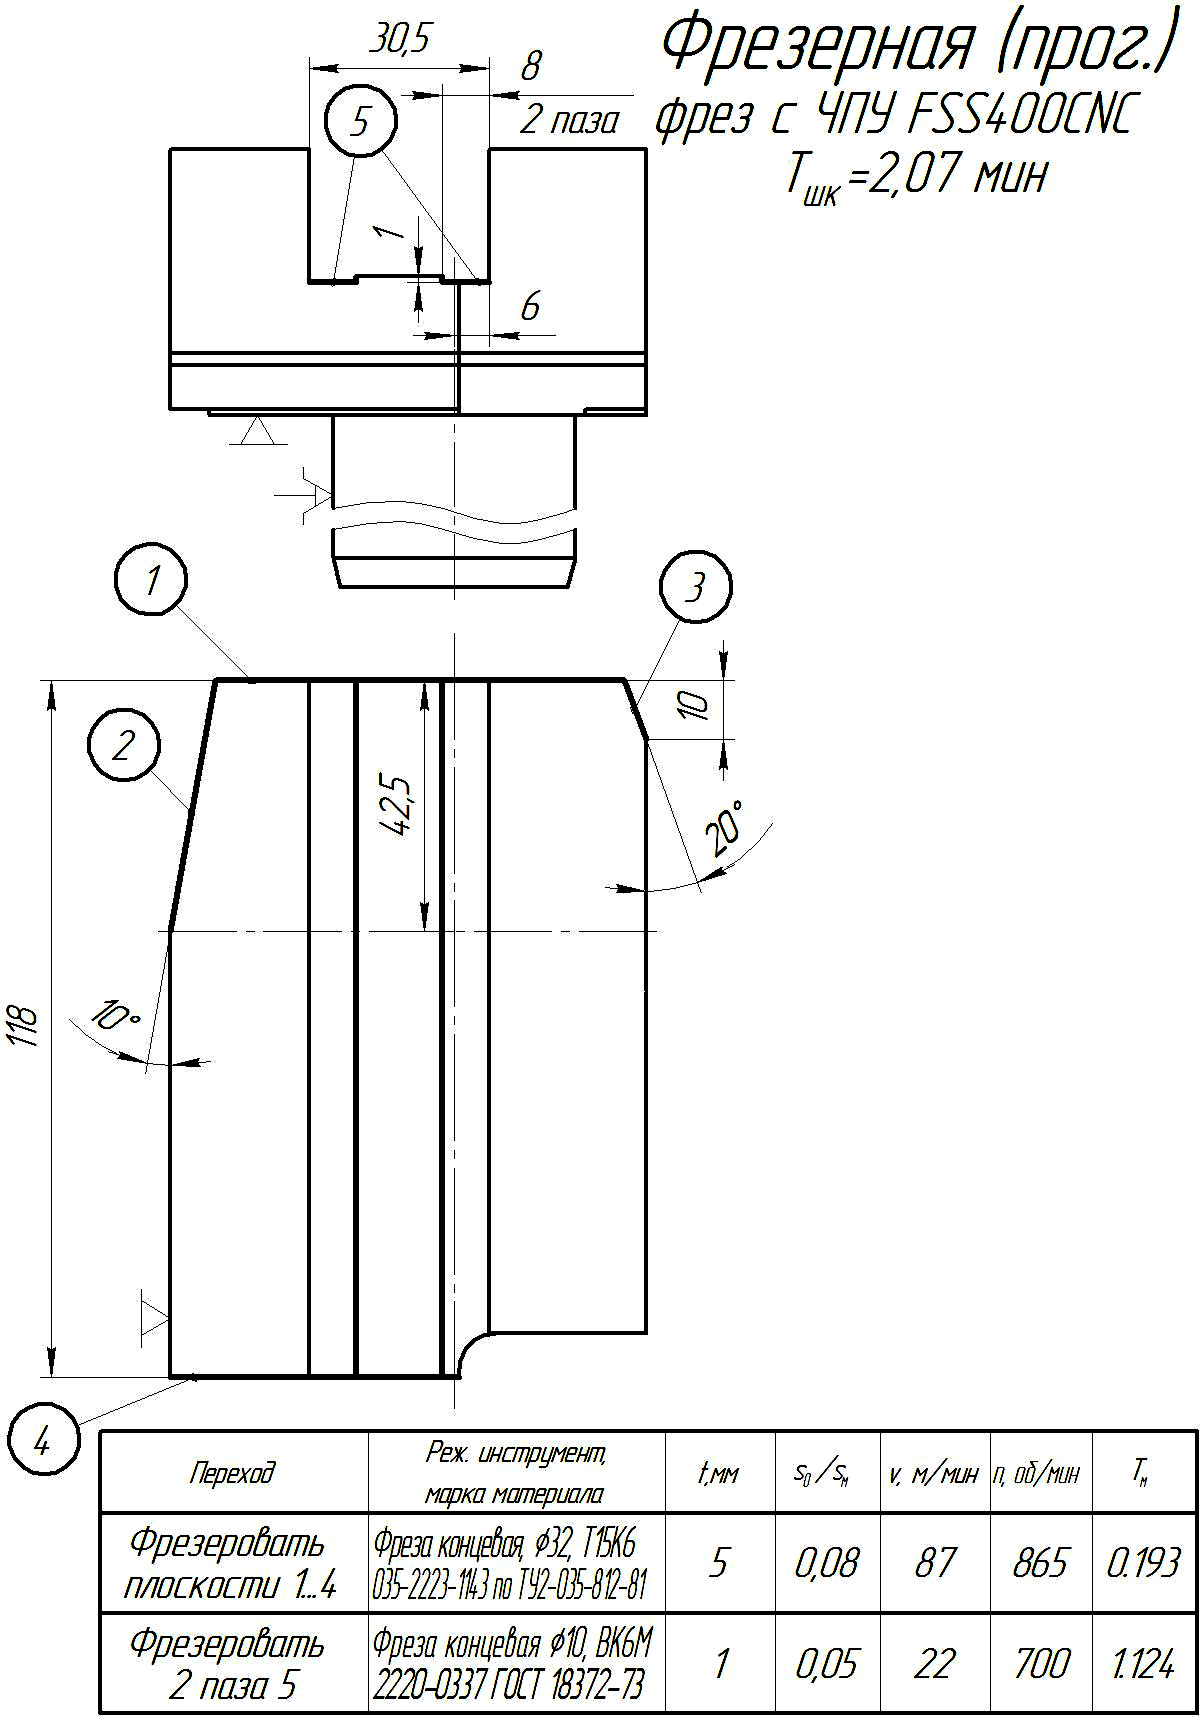 Фрезерная (прог.)
фрез с ЧПУ FSS400CNC
Tшк=2,07 мин
30,5
8
2 паза
5
1
6
1
3
2
10
42,5
20°
118
10°
4
Переход
Реж. инструмент,
марка материала
t,мм
s0/sм
v, м/мин
n, об/мин
Tм
Фрезеровать
плоскости 1...4
Фреза концевая, ϕ32, Т15К6
035-2223-1143 по ТУ2-035-812-81
5
0,08
87
865
0.193
Фрезеровать
2 паза 5
Фреза концевая ϕ10, ВК6М
2220-0337 ГОСТ 18372-73
1
0,05
22
700
1.124